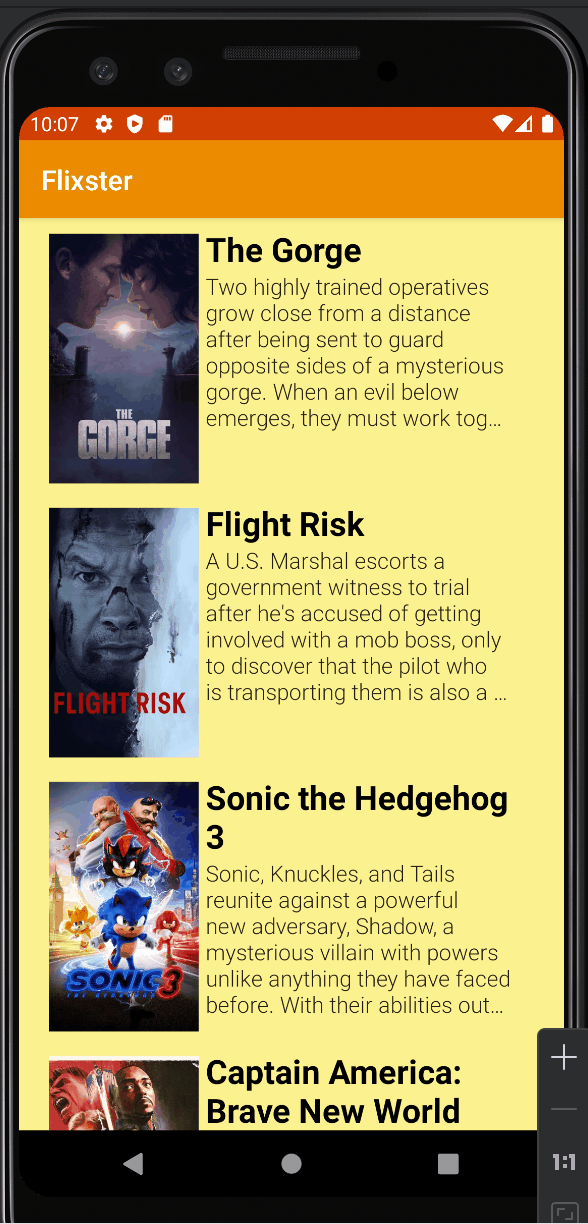 10:07
Flixster
THE
GORGE
The Gorge
Two highly trained operatives
grow close from a distance
after being sent to guard
opposite sides of a mysterious
gorge. When an evil below
emerges, they must work tog…
FLIGHT RISK
Flight Risk
A U.S. Marshal escorts a
government witness to trial
after he's accused of getting
involved with a mob boss, only
to discover that the pilot who
is transporting them is also a …
SONIC 3
THE HEDGEHOG
Sonic the Hedgehog
3
Sonic, Knuckles, and Tails
reunite against a powerful
new adversary, Shadow, a
mysterious villain with powers
unlike anything they have faced
before. With their abilities out…
Captain America:
Brave New World
1:1